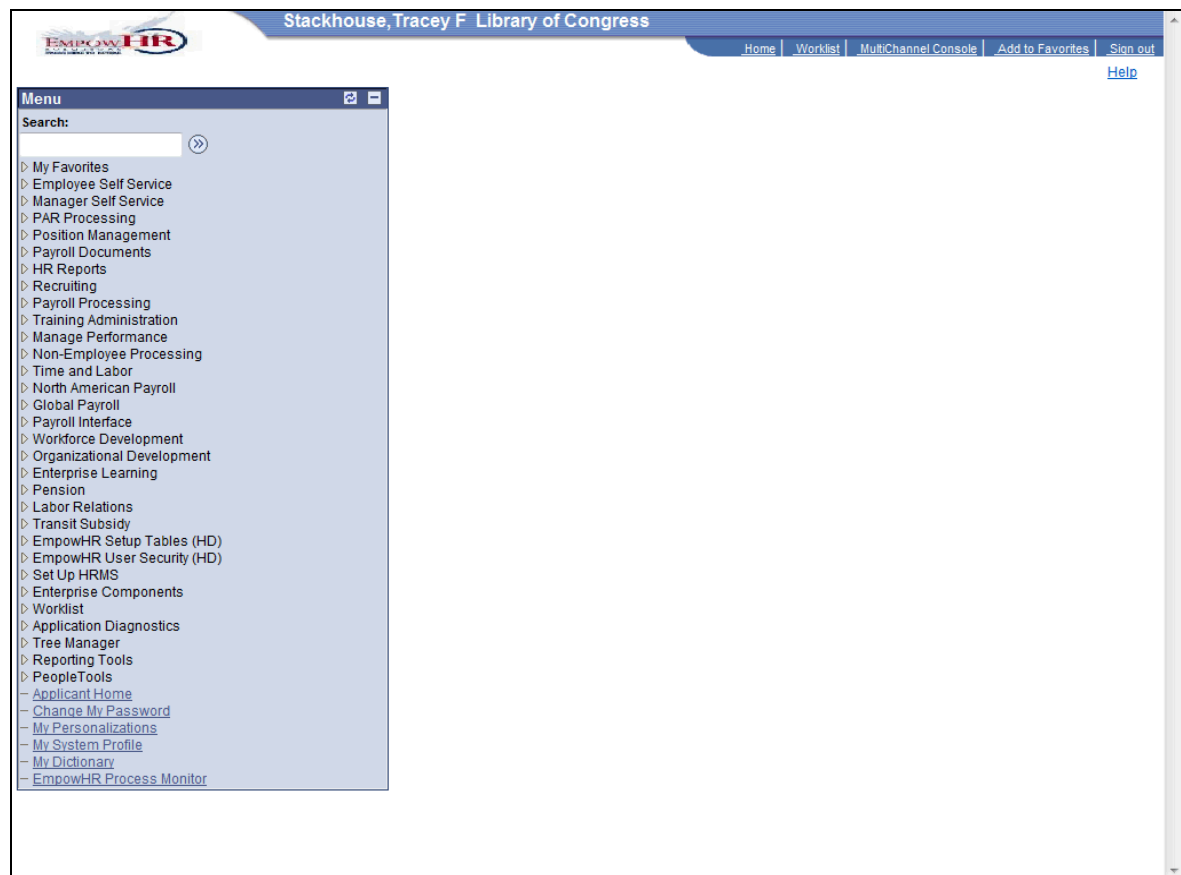 Stackhouse,Tracey F Library of Congress
EMPOWHR
Home Worklist MultiChannel Console Add to Favorites Sign out
Help
Menu
Search:
My Favorites
Employee Self Service
Manager Self Service
PAR Processing
Position Management
Payroll Documents
HR Reports
Recruiting
Payroll Processing
Training Administration
Manage Performance
Non-Employee Processing
Time and Labor
North American Payroll
Global Payroll
Payroll Interface
Workforce Development
Organizational Development
Enterprise Learning
Pension
Labor Relations
Transit Subsidy
EmpowHR Setup Tables (HD)
EmpowHR User Security (HD)
Set Up HRMS
Enterprise Components
Worklist
Application Diagnostics
Tree Manager
Reporting Tools
PeopleTools
Applicant Home
Change My Password
My Personalizations
My System Profile
My Dictionary
EmpowHR Process Monitor